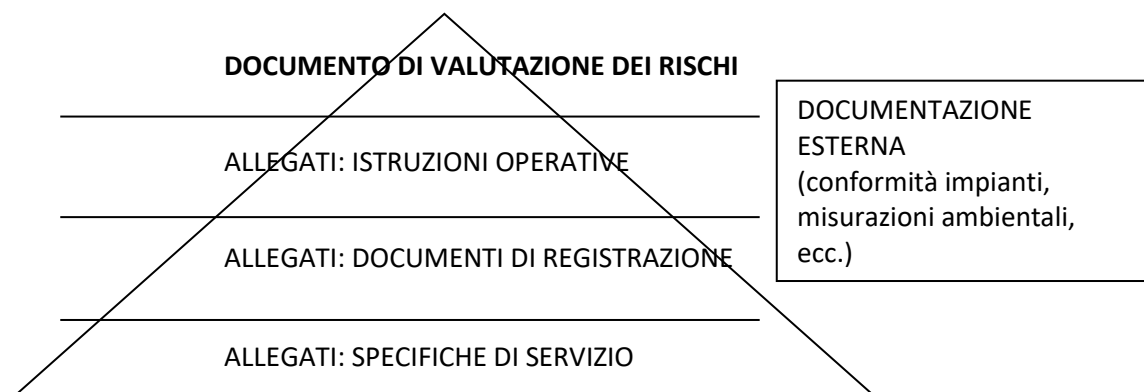 DOCUMENTO DI VALUTAZIONE DEI RISCHI
ALLEGATI: ISTRUZIONI OPERATIVE
ALLEGATI: DOCUMENTI DI REGISTRAZIONE
ALLEGATI: SPECIFICHE DI SERVIZIO
DOCUMENTAZIONE
ESTERNA
(conformità impianti,
misurazioni ambientali,
ecc.)